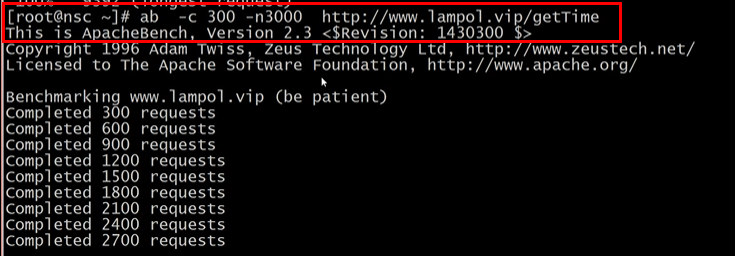 [root@nsc ~]# ab -c 300 -n3000 http://www.lampol.vip/getTime
This is ApacheBench, Version 2.3 <$Revision: 1430300 $>
Copyright 1996 Adam Twiss, Zeus Technology Ltd, http://www.zeustech.net/
Licensed to The Apache Software Foundation, http://www.apache.org/
Benchmarking www.lampol.vip (be patient)
Completed 300 requests
Completed 600 requests
Completed 900 requests
Completed 1200 requests
Completed 1500 requests
Completed 1800 requests
Completed 2100 requests
Completed 2400 requests
Completed 2700 requests